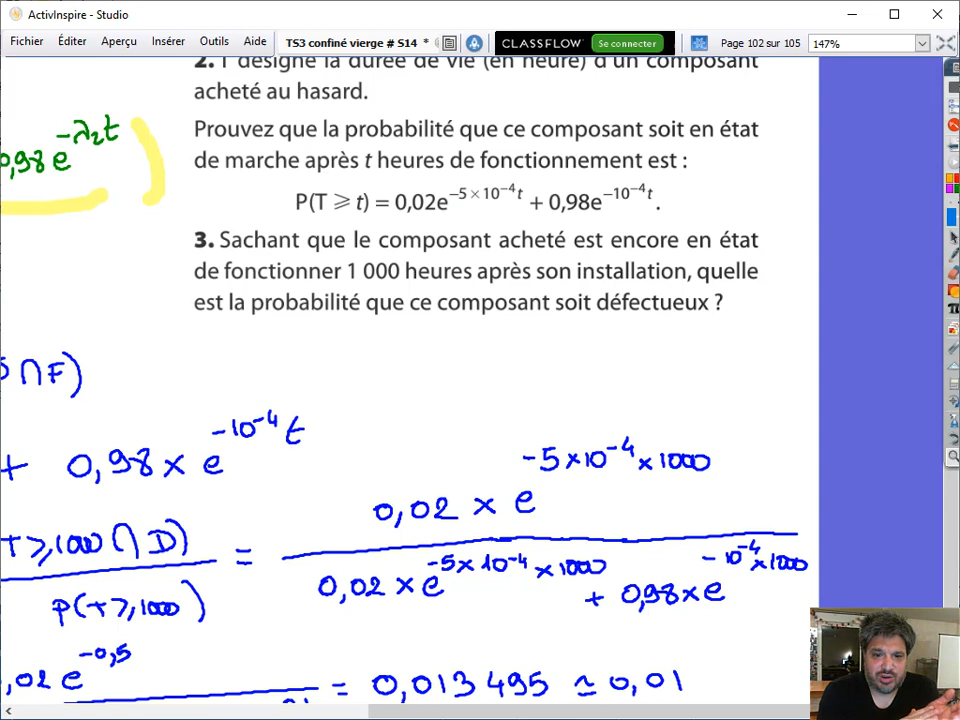 ActivInspire - Studio
Fichier Éditer Aperçu Insérer Outils Aide TS3 confiné vierge # S14 * CLASSFLOW Se connecter Page 102 sur 105 147%
2. T désigne la durée de vie (en heure) d'un composant
acheté au hasard.
Prouvez que la probabilité que ce composant soit en état
de marche après t heures de fonctionnement est :
P(T ⩾ t) = 0,02e^{-5×10^{-4}t} + 0,98e^{-10^{-4}t}.
3. Sachant que le composant acheté est encore en état
de fonctionner 1 000 heures après son installation, quelle
est la probabilité que ce composant soit défectueux ?
0,98 e^{-λ₂t} )
∩ F)
+ 0,98 × e^{-10^{-4} t}
T ⩾ 1000 ∩ D) / P(T ⩾ 1000) = 0,02 × e^{-5×10^{-4}×1000} / 0,02 × e^{-5×10^{-4}×1000} + 0,98 × e^{-10^{-4}×1000}
,02 e^{-0,5} = 0,013 495 ≃ 0,01